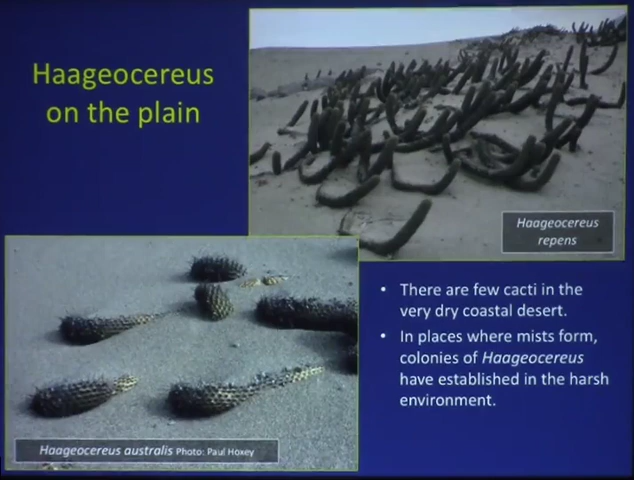 Haageocereus
on the plain
Haageocereus
repens
• There are few cacti in the
very dry coastal desert.
• In places where mists form,
colonies of Haageocereus
have established in the harsh
environment.
Haageocereus australis Photo: Paul Hoxey